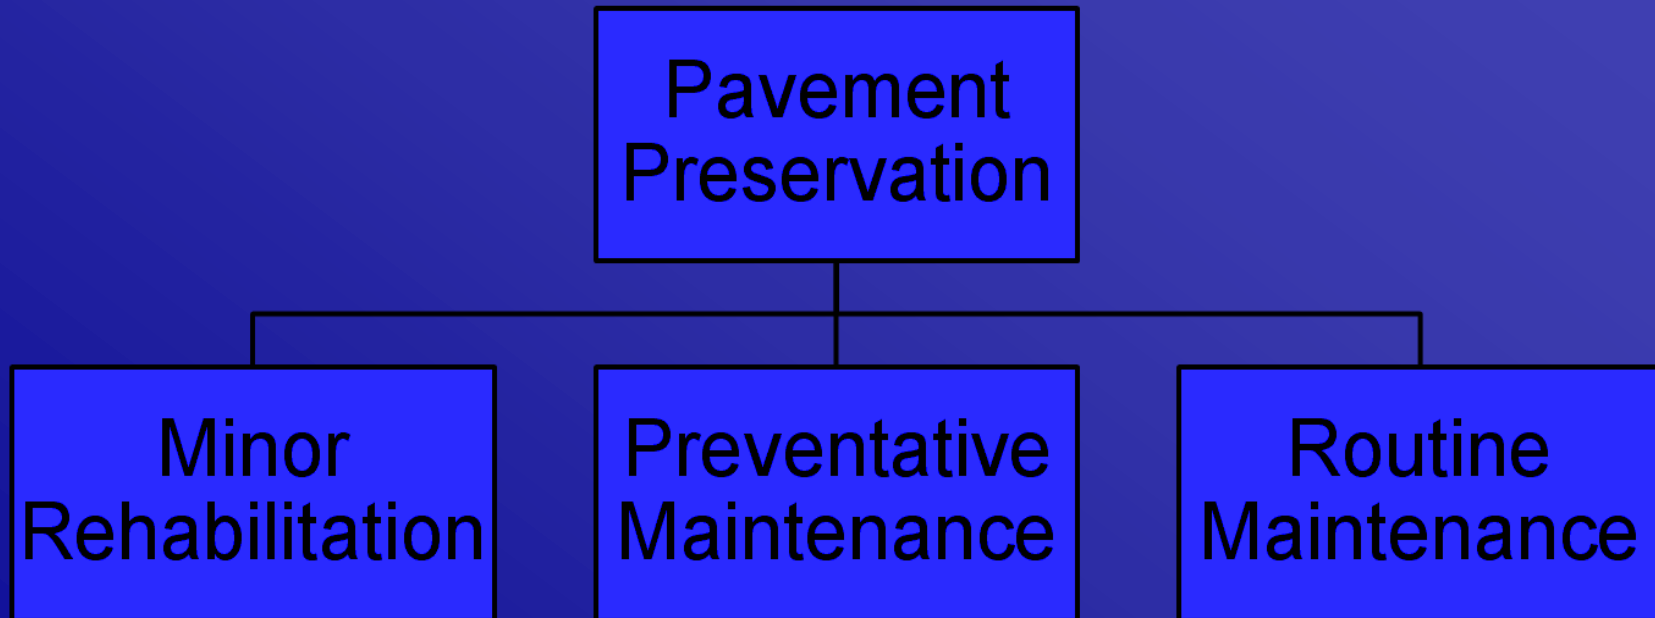 Pavement
Preservation
Minor
Rehabilitation
Preventative
Maintenance
Routine
Maintenance